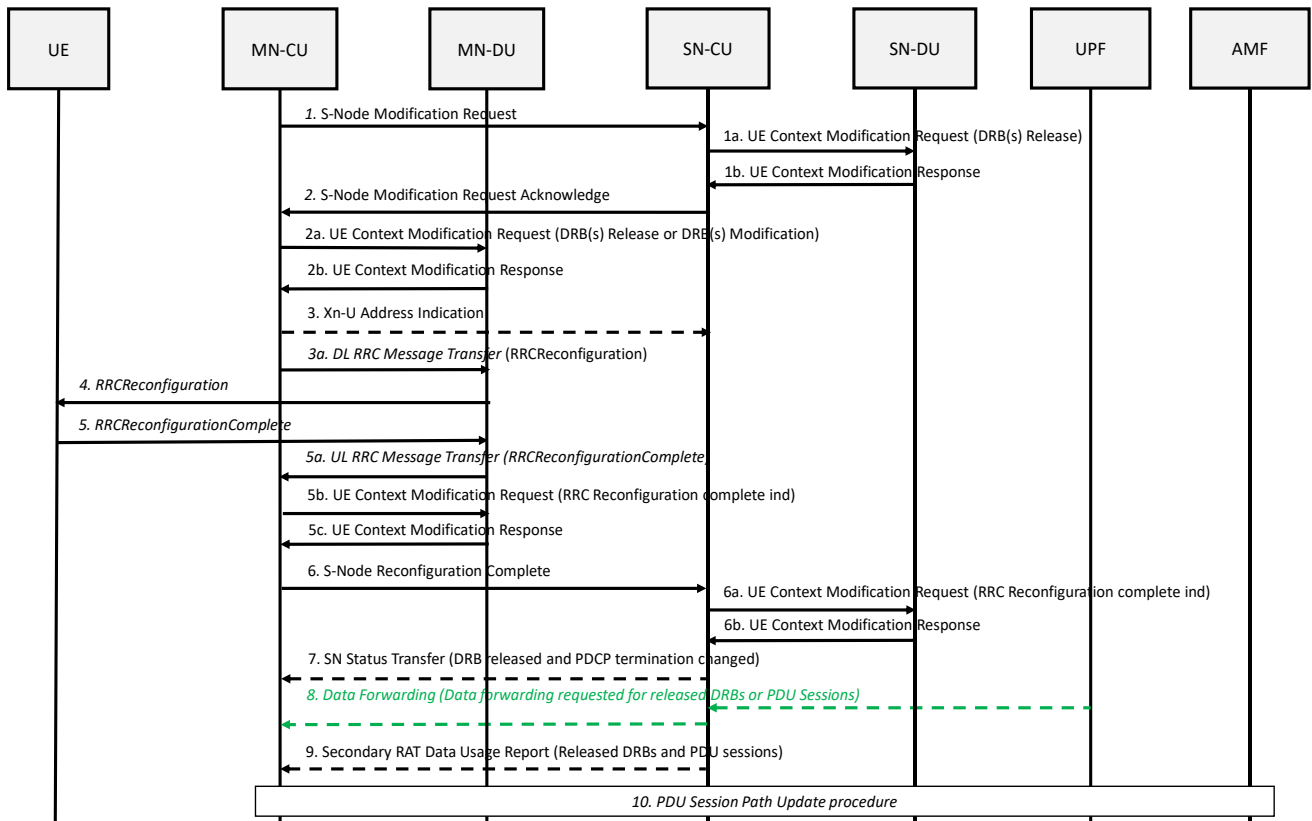 UE
MN-CU
MN-DU
SN-CU
SN-DU
UPF
AMF
1. S-Node Modification Request
1a. UE Context Modification Request (DRB(s) Release)
1b. UE Context Modification Response
2. S-Node Modification Request Acknowledge
2a. UE Context Modification Request (DRB(s) Release or DRB(s) Modification)
2b. UE Context Modification Response
3. Xn-U Address Indication
3a. DL RRC Message Transfer (RRCReconfiguration)
4. RRCReconfiguration
5. RRCReconfigurationComplete
5a. UL RRC Message Transfer (RRCReconfigurationComplete)
5b. UE Context Modification Request (RRC Reconfiguration complete ind)
5c. UE Context Modification Response
6. S-Node Reconfiguration Complete
6a. UE Context Modification Request (RRC Reconfiguration complete ind)
6b. UE Context Modification Response
7. SN Status Transfer (DRB released and PDCP termination changed)
8. Data Forwarding (Data forwarding requested for released DRBs or PDU Sessions)
9. Secondary RAT Data Usage Report (Released DRBs and PDU sessions)
10. PDU Session Path Update procedure